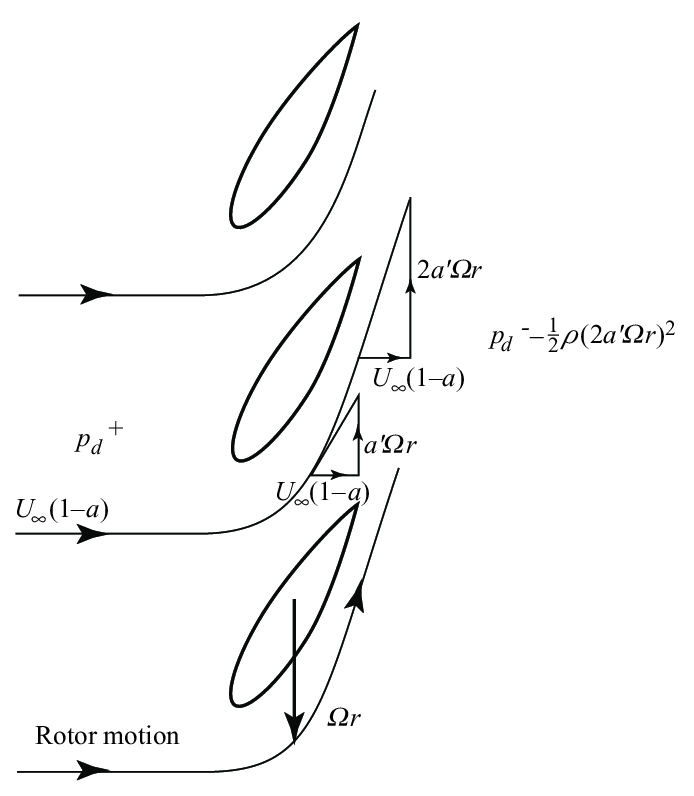 2a′Ωr
p_d⁻–½ρ(2a′Ωr)²
U∞(1–a)
p_d⁺
a′Ωr
U∞(1–a)
U∞(1–a)
Ωr
Rotor motion